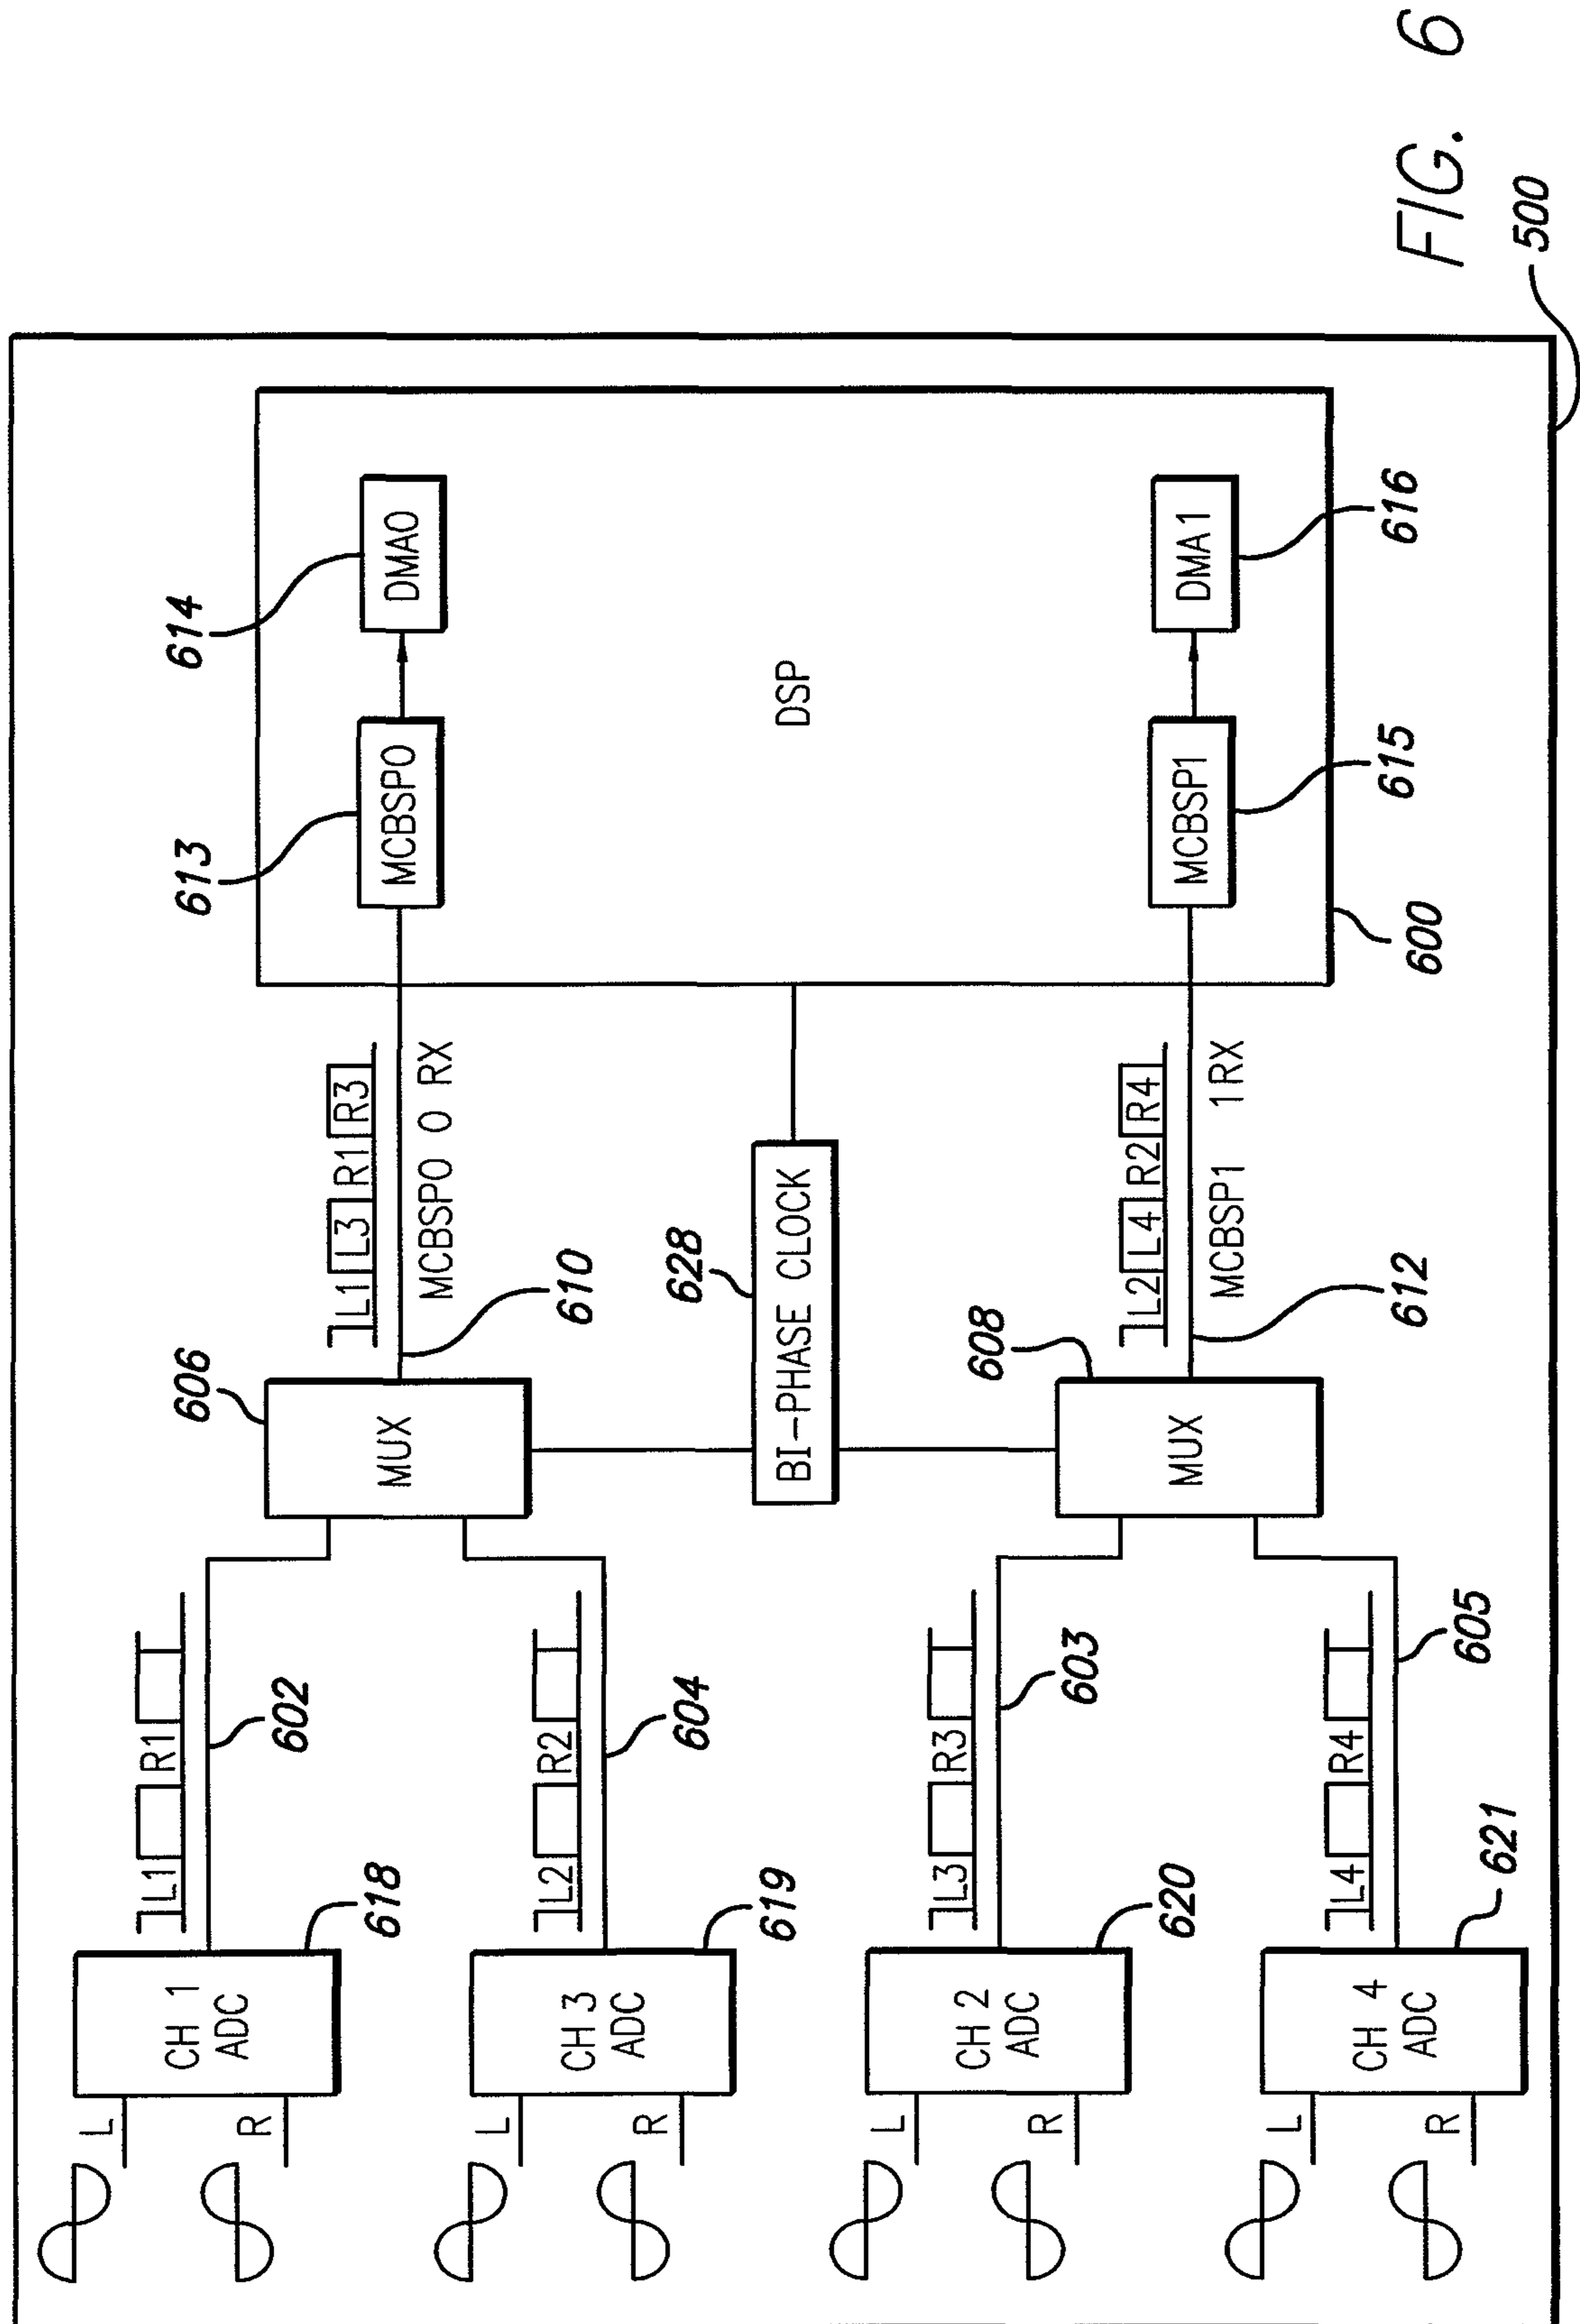 L
R
CH 1
ADC
618
L1 R1
602
L
R
CH 3
ADC
619
L2 R2
604
L
R
CH 2
ADC
620
L3 R3
603
L
R
CH 4
ADC
621
L4 R4
605
606
MUX
610
L1 L3 R1 R3
MCBSP0 0 RX
628
BI-PHASE CLOCK
608
MUX
612
L2 L4 R2 R4
MCBSP1 1RX
613
MCBSP0
614
DMA0
DSP
MCBSP1
615
DMA1
616
600
FIG. 6
500